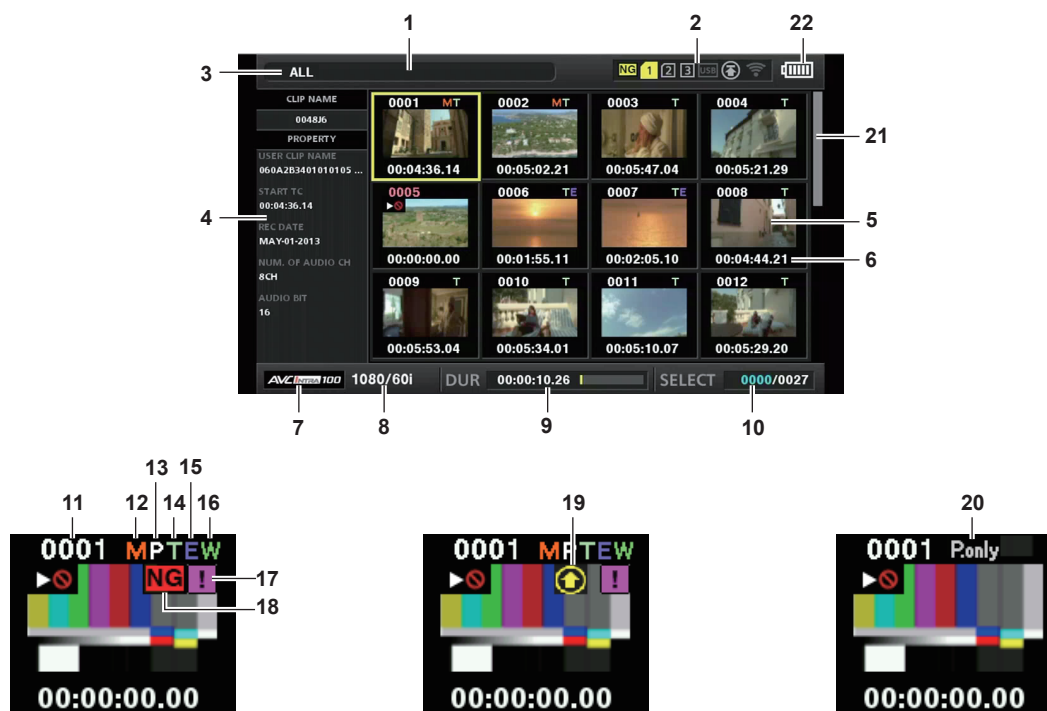 1 2 22
3 ALL NG 1 2 3 USB
CLIP NAME
0048J6
PROPERTY
USER CLIP NAME
060A2B3401010105 ...
START TC
00:04:36.14
REC DATE
MAY-01-2013
NUM. OF AUDIO CH
8CH
AUDIO BIT
16
4
0001 MT 0002 MT 0003 T 0004 T
00:04:36.14 00:05:02.21 00:05:47.04 00:05:21.29
21
0005 0006 TE 0007 TE 0008 T
5
00:00:00.00 00:01:55.11 00:02:05.10 00:04:44.21 6
0009 T 0010 T 0011 T 0012 T
00:05:53.04 00:05:34.01 00:05:10.07 00:05:29.20
AVC INTRA 100 1080/60i DUR 00:00:10.26 SELECT 0000/0027
7 8 9 10
13 15
11 12 14 16
0001 MPTEW
NG !
17
18
00:00:00.00
19
0001 MPTEW
!
00:00:00.00
20
0001 P.only
00:00:00.00